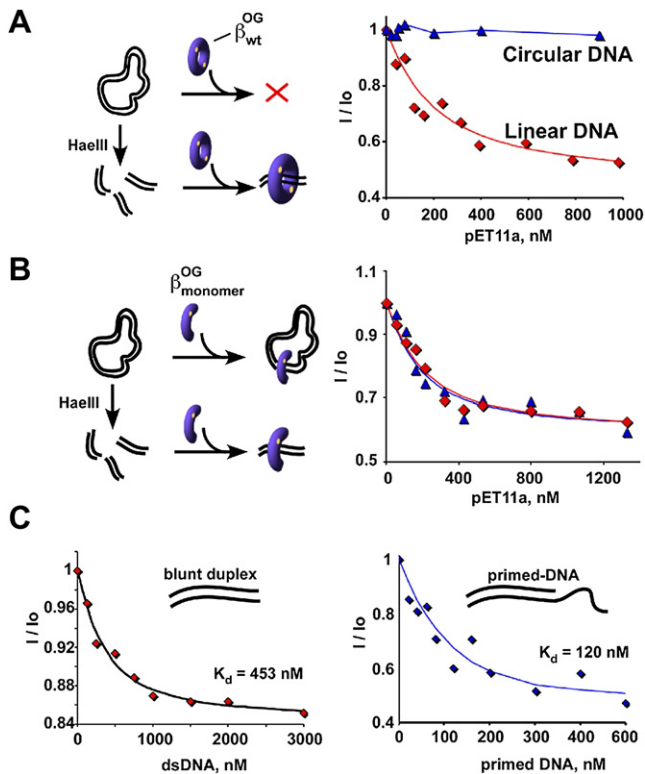 A
β OG wt
HaeIII
I / Io
1
0.8
0.6
0.4
Circular DNA
Linear DNA
0 200 400 600 800 1000
pET11a, nM
B
β OG monomer
HaeIII
I / Io
1.1
0.9
0.7
0.5
0 400 800 1200
pET11a, nM
C
I / Io
1
0.96
0.92
0.88
0.84
blunt duplex
Kd = 453 nM
0 1000 2000 3000
dsDNA, nM
I / Io
1
0.8
0.6
0.4
primed-DNA
Kd = 120 nM
0 100 200 300 400 500 600
primed DNA, nM